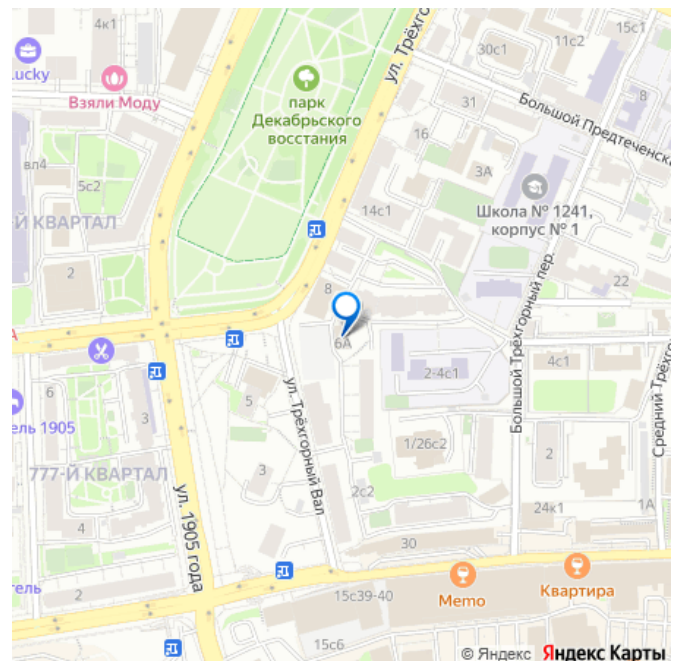 4к1
ucky
Взяли Моду
парк
Декабрьского
восстания
ул. Трёхго
30с1
11с2
15с1
8
31
Большой Предтеченска
16
3А
вл4
5с2
Школа № 1241,
корпус № 1
14с1
Й КВАРТАЛ
2
8
22
А
6А
Большой Трёхгорный пер.
4с1
2-4с1
Средний Трёхго
6
5
3
ель 1905
ул. Трёхгорный Вал
1/26с2
2
777-Й КВАРТАЛ
3
2с2
ул. 1905 года
24к1
1А
4
30
гель
2
Memo
Квартира
15с39-40
15с6
© Яндекс Яндекс Карты